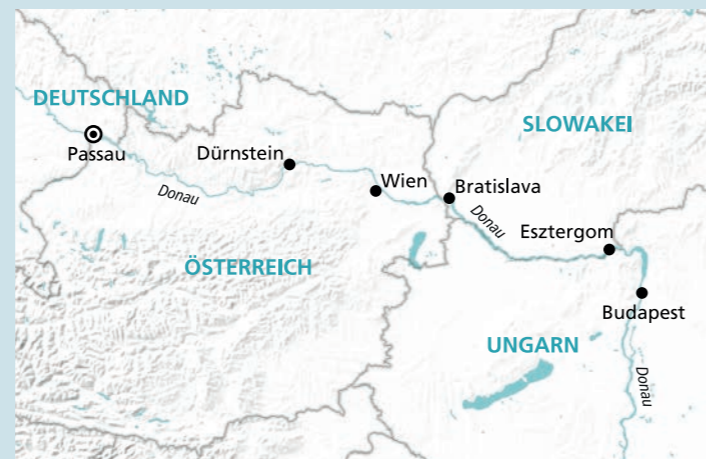 DEUTSCHLAND
SLOWAKEI
Passau
Dürnstein
Donau
Wien
Bratislava
Donau
Esztergom
ÖSTERREICH
Budapest
UNGARN
Donau